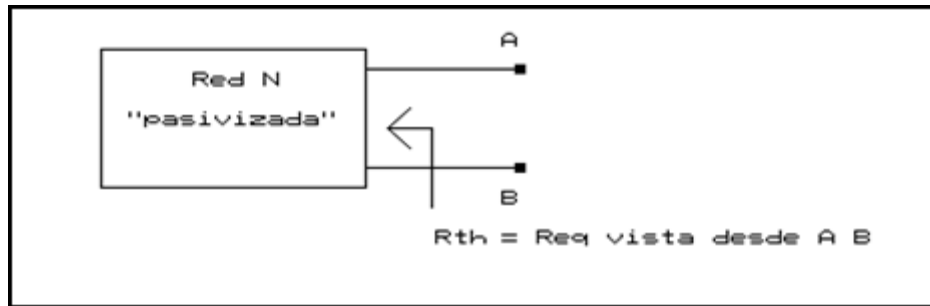 A
Red N
"pasivizada"
B
Rth = Req vista desde A B